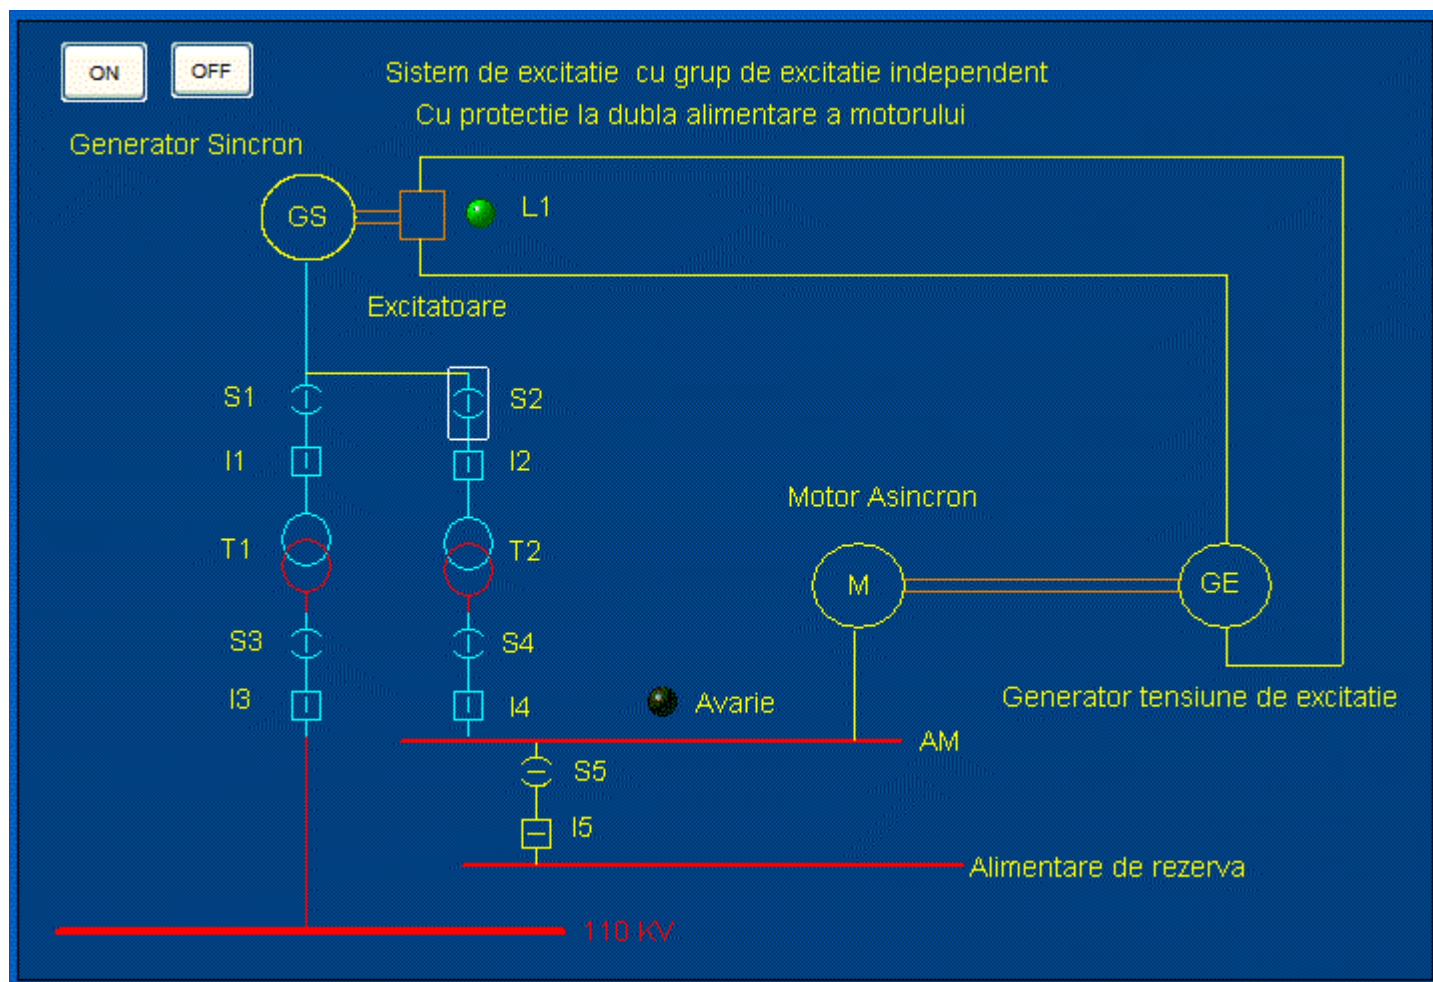 ON
OFF
Sistem de excitatie cu grup de excitatie independent
Cu protectie la dubla alimentare a motorului
Generator Sincron
GS
L1
Excitatoare
S1
S2
I1
I2
Motor Asincron
T1
T2
M
GE
S3
S4
I3
I4
Avarie
Generator tensiune de excitatie
AM
S5
I5
Alimentare de rezerva
110 KV